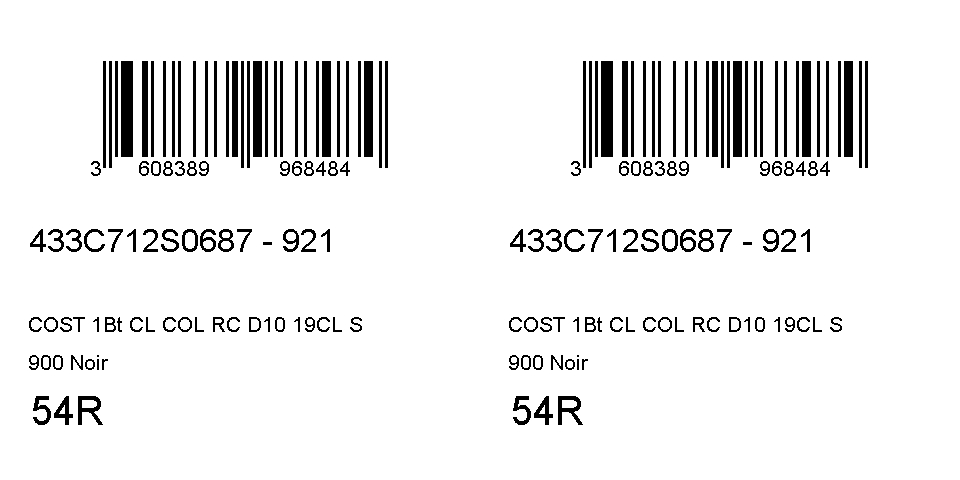 3 608389 968484
433C712S0687 - 921
COST 1Bt CL COL RC D10 19CL S
900 Noir
54R
3 608389 968484
433C712S0687 - 921
COST 1Bt CL COL RC D10 19CL S
900 Noir
54R